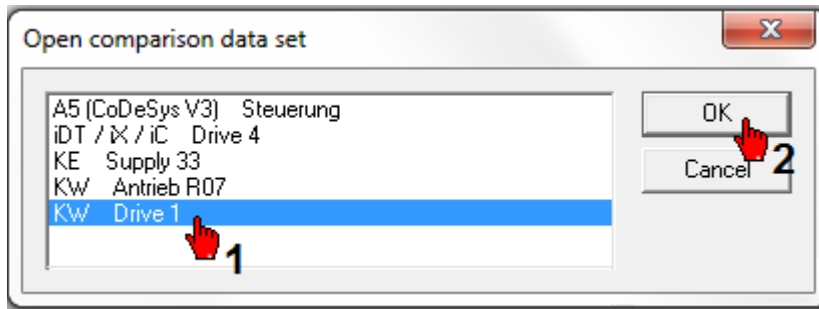 Open comparison data set
A5 (CoDeSys V3) Steuerung
iDT / iX / iC Drive 4
KE Supply 33
KW Antrieb R07
KW Drive 1
1
OK
2
Cancel